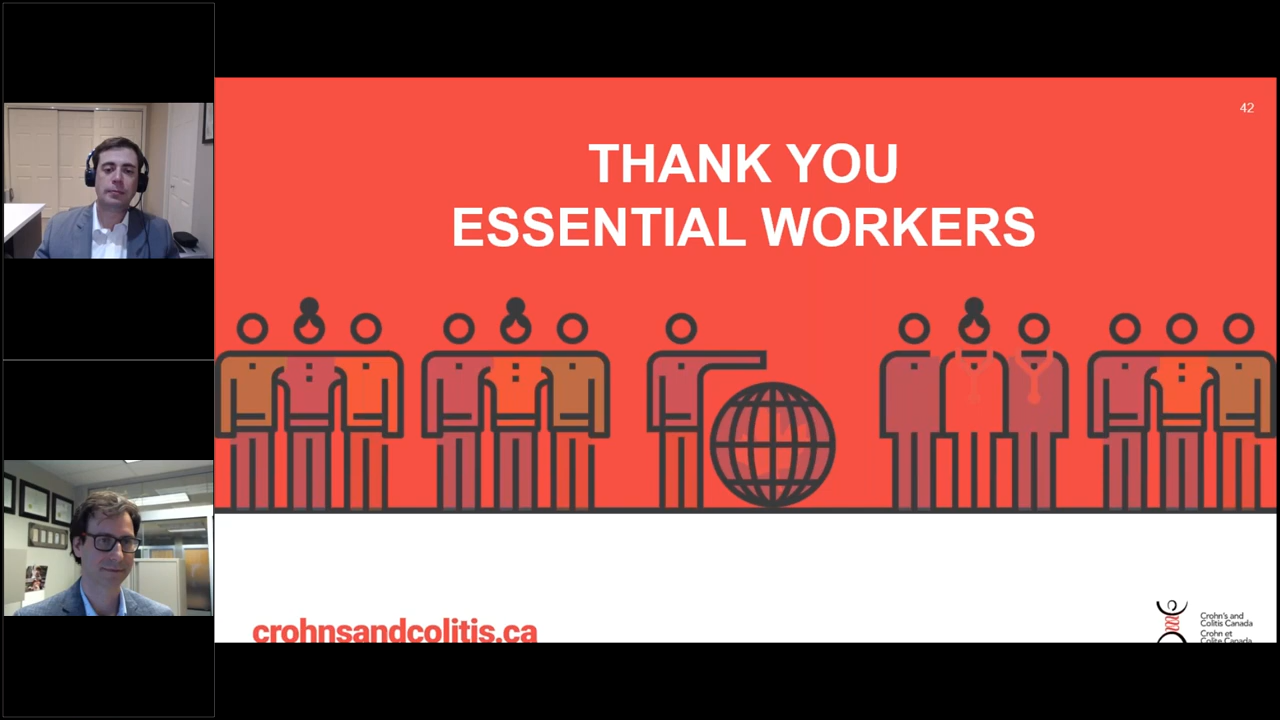 42
THANK YOU
ESSENTIAL WORKERS
crohnsandcolitis.ca
Crohn's and
Colitis Canada
Crohn et
Colite Canada